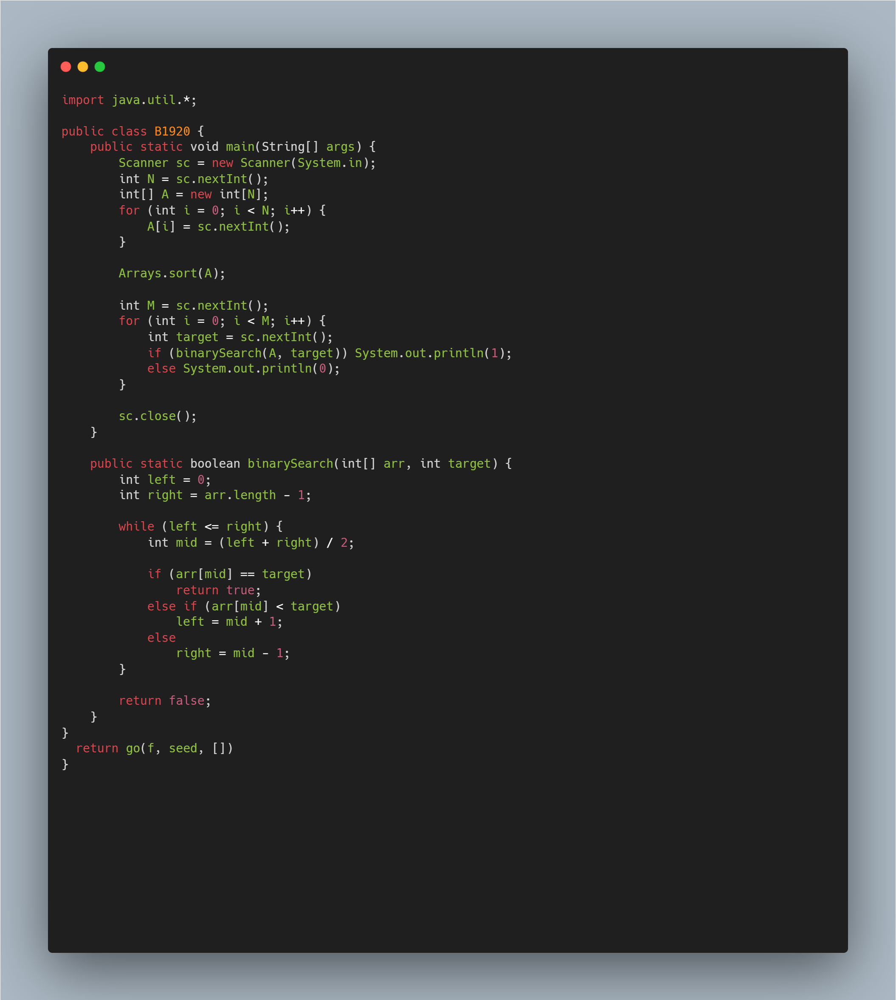 import java.util.*;

public class B1920 {
    public static void main(String[] args) {
        Scanner sc = new Scanner(System.in);
        int N = sc.nextInt();
        int[] A = new int[N];
        for (int i = 0; i < N; i++) {
            A[i] = sc.nextInt();
        }

        Arrays.sort(A);

        int M = sc.nextInt();
        for (int i = 0; i < M; i++) {
            int target = sc.nextInt();
            if (binarySearch(A, target)) System.out.println(1);
            else System.out.println(0);
        }

        sc.close();
    }

    public static boolean binarySearch(int[] arr, int target) {
        int left = 0;
        int right = arr.length - 1;

        while (left <= right) {
            int mid = (left + right) / 2;

            if (arr[mid] == target)
                return true;
            else if (arr[mid] < target)
                left = mid + 1;
            else
                right = mid - 1;
        }

        return false;
    }
}
  return go(f, seed, [])
}